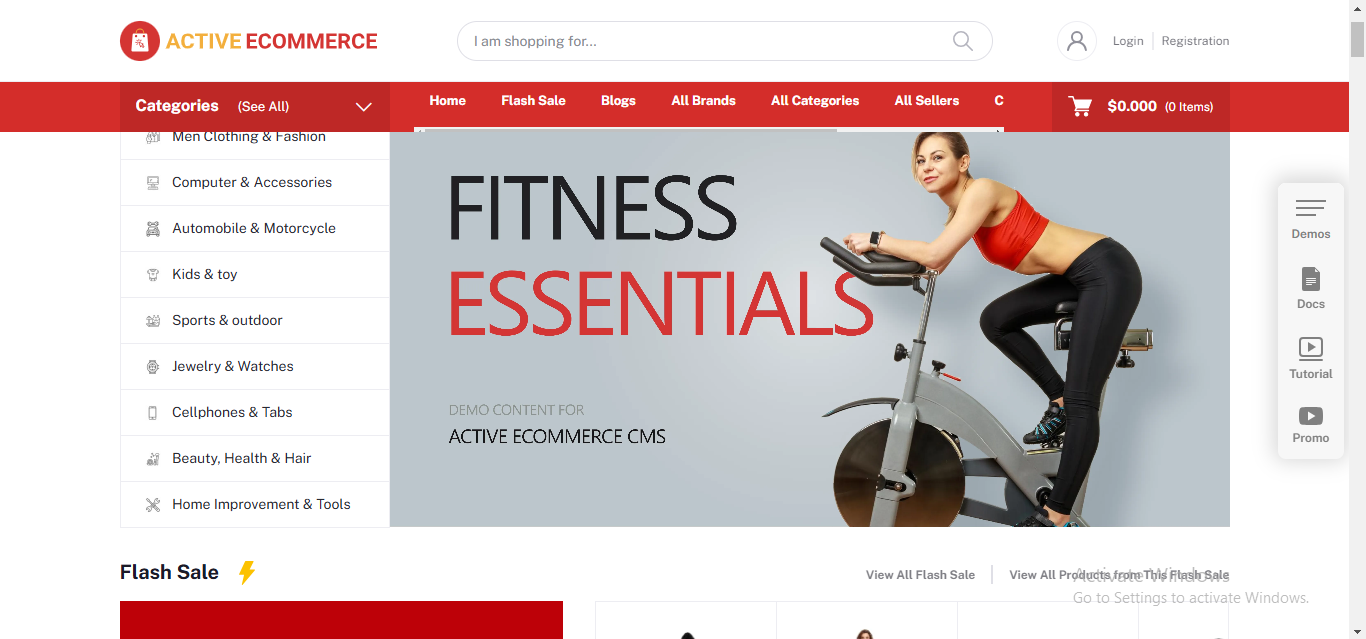 ACTIVE ECOMMERCE
I am shopping for...
Login
Registration
Categories (See All)
Home
Flash Sale
Blogs
All Brands
All Categories
All Sellers
C
$0.000 (0 Items)
Men Clothing & Fashion
Computer & Accessories
Automobile & Motorcycle
Kids & toy
Sports & outdoor
Jewelry & Watches
Cellphones & Tabs
Beauty, Health & Hair
Home Improvement & Tools
FITNESS
ESSENTIALS
DEMO CONTENT FOR
ACTIVE ECOMMERCE CMS
Demos
Docs
Tutorial
Promo
Flash Sale
View All Flash Sale
View All Products from This Flash Sale
Activate Windows
Go to Settings to activate Windows.